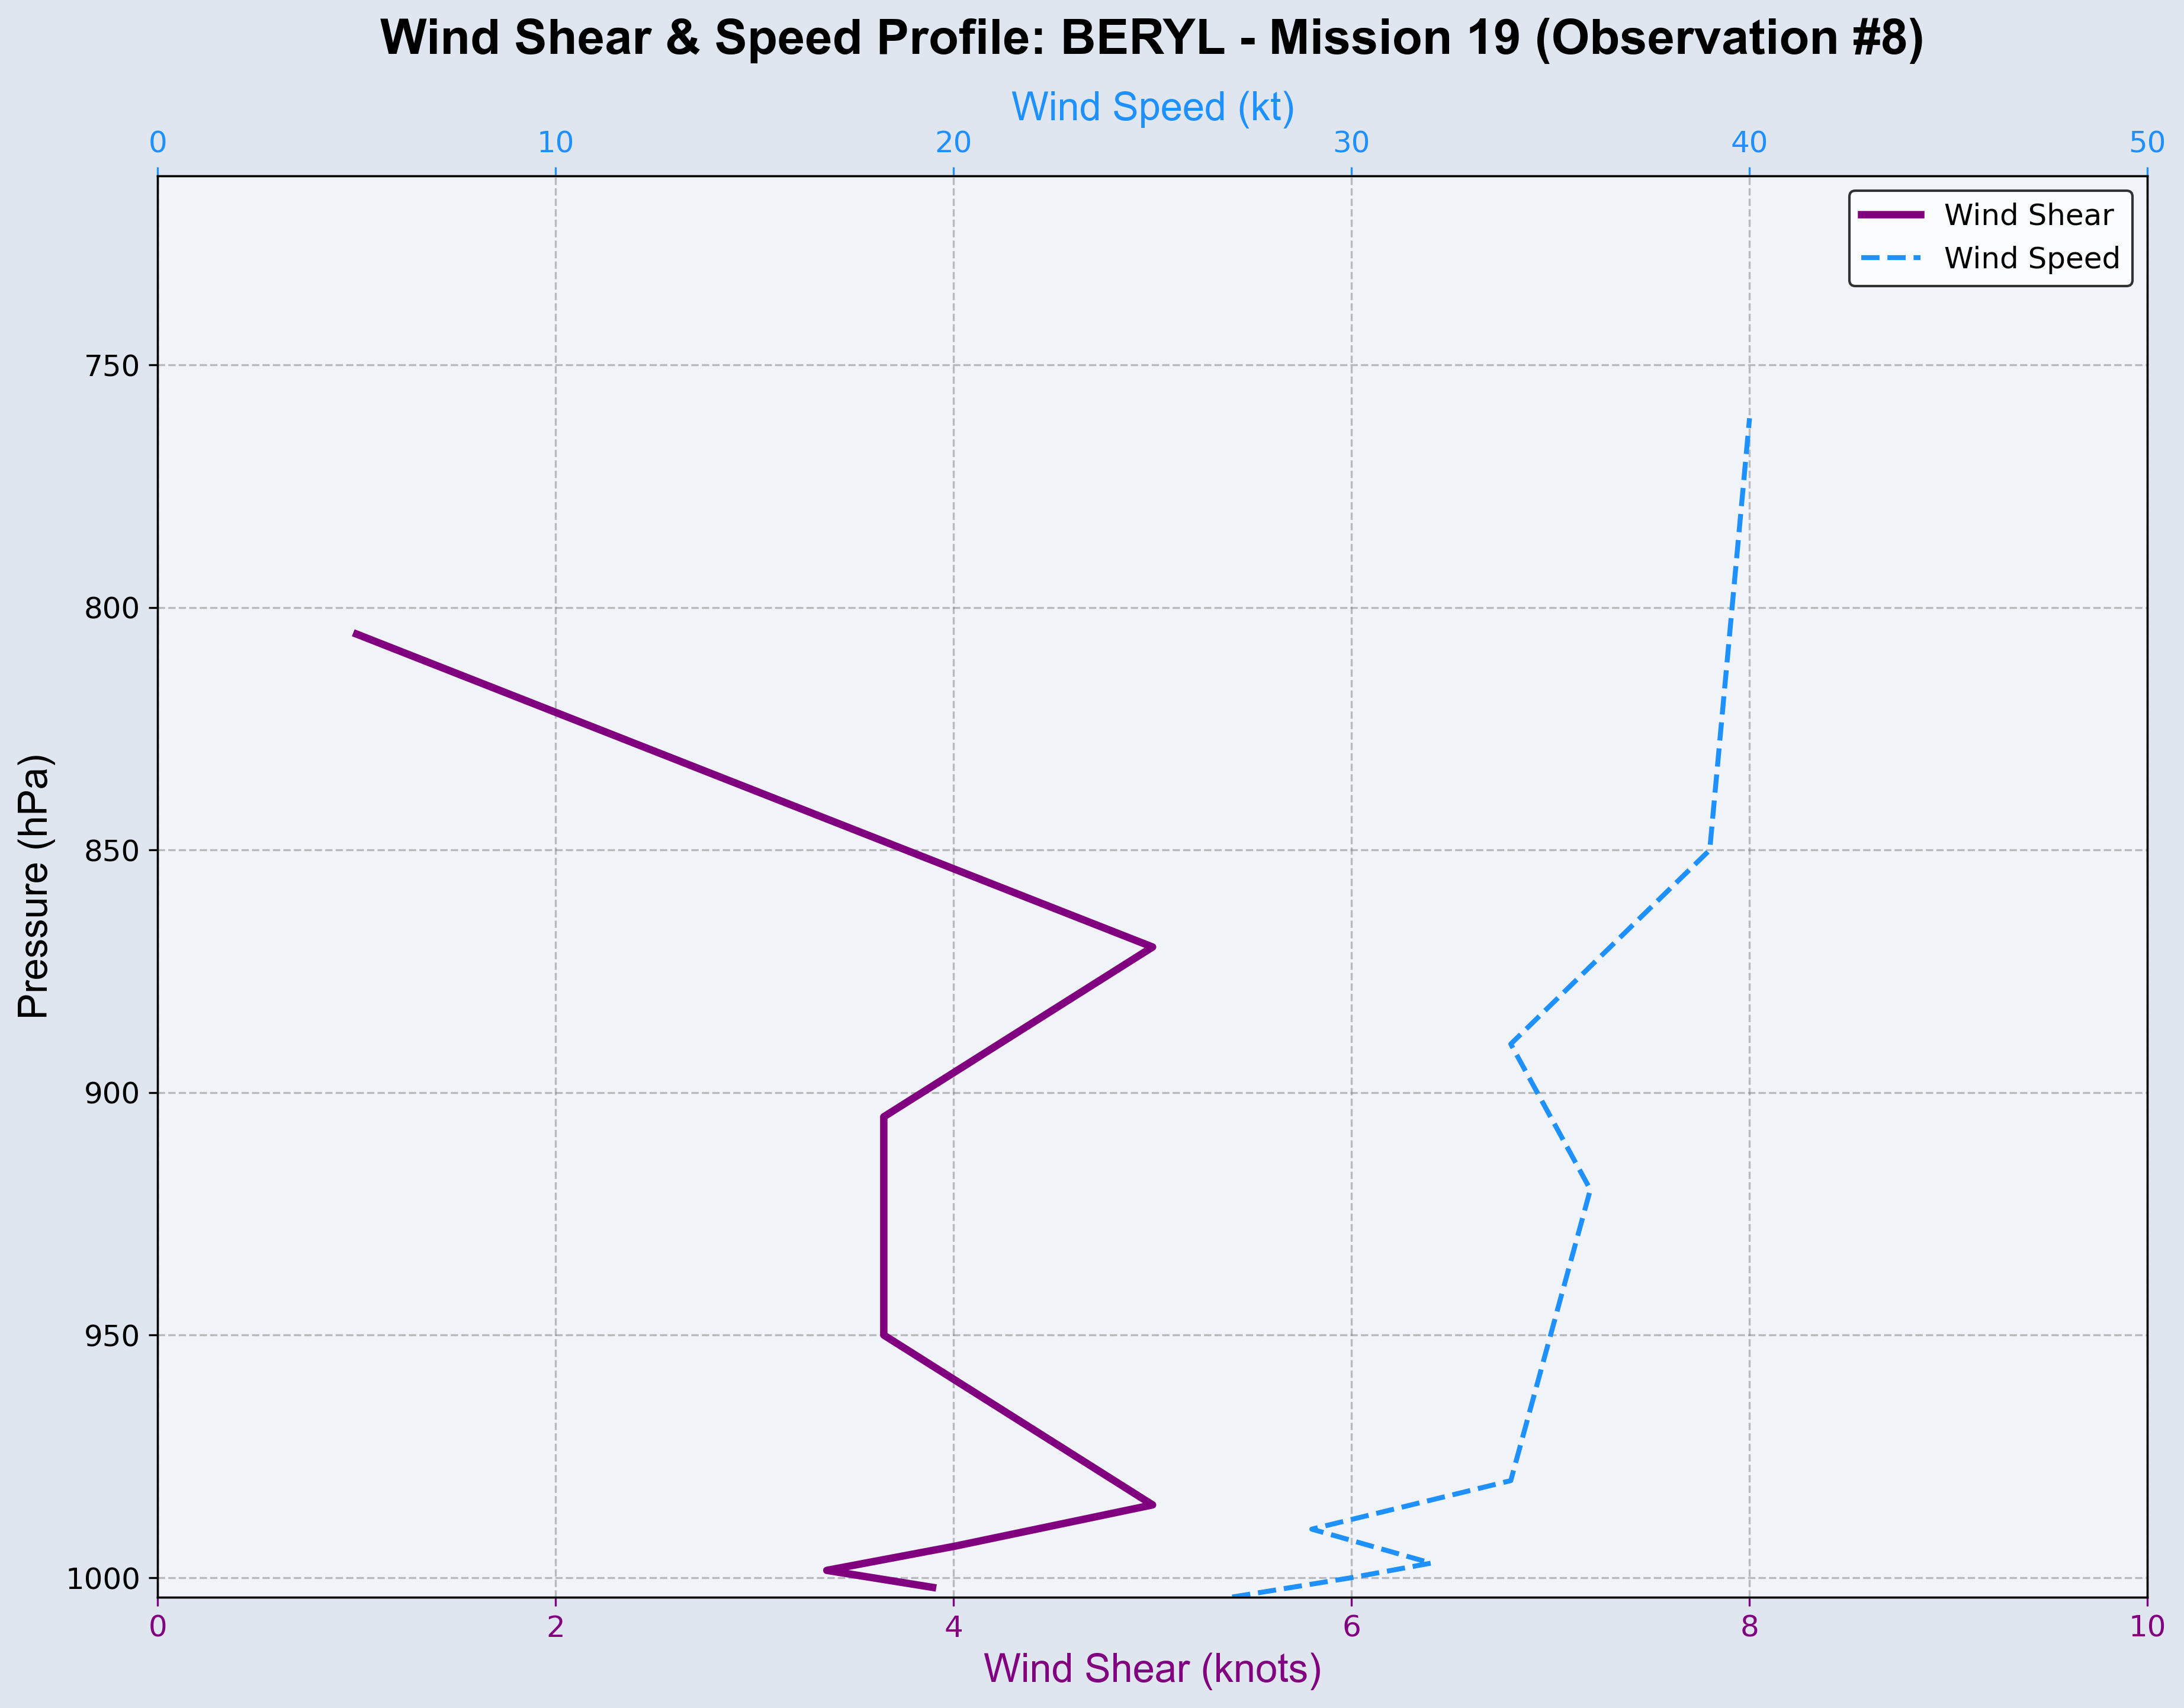 Wind Shear & Speed Profile: BERYL - Mission 19 (Observation #8)
Wind Speed (kt)
0 10 20 30 40 50
Wind Shear
Wind Speed
750
800
850
900
950
1000
Pressure (hPa)
0 2 4 6 8 10
Wind Shear (knots)